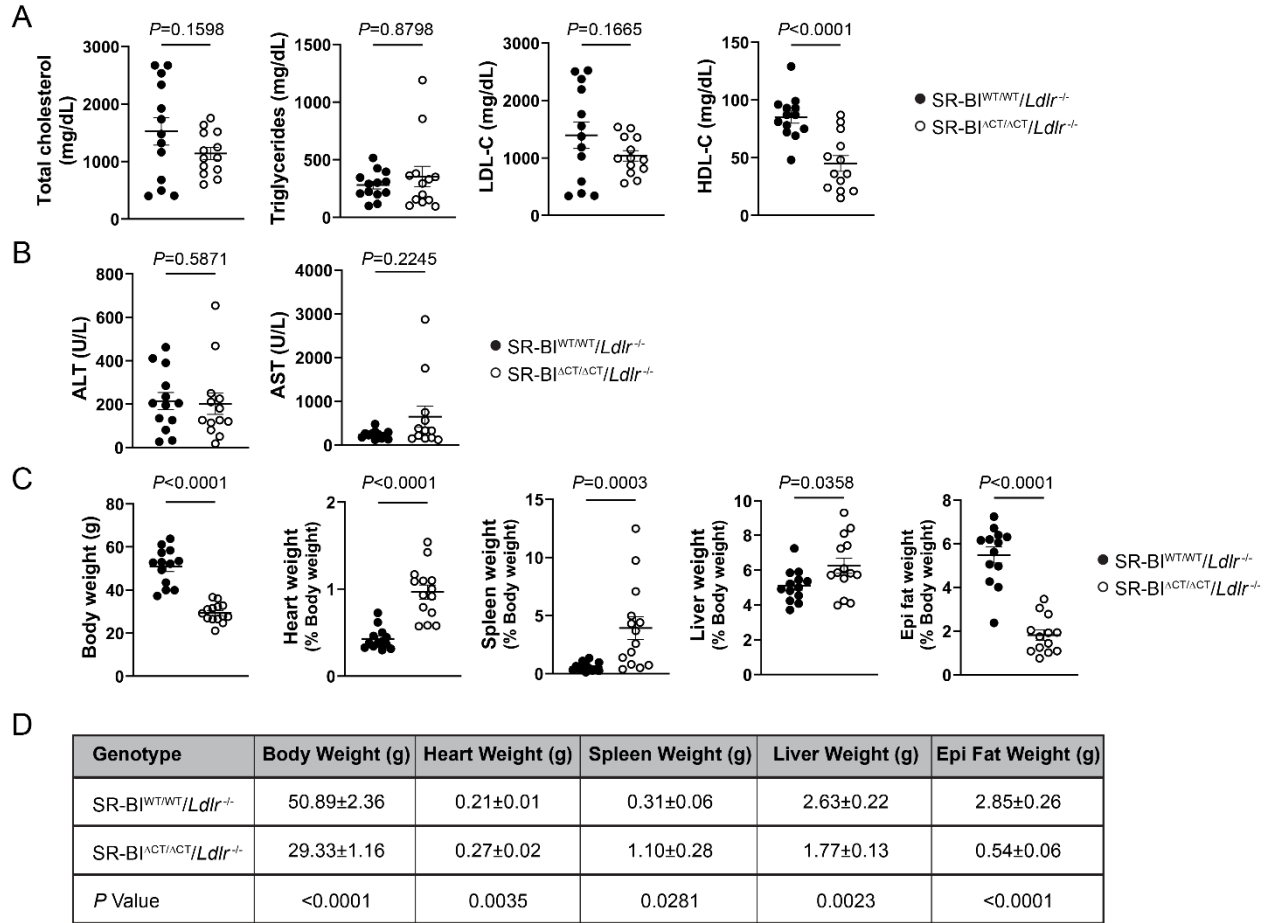 A
P=0.1598
P=0.8798
P=0.1665
P<0.0001
Total cholesterol
(mg/dL)
3000
2000
1000
0
Triglycerides (mg/dL)
1500
1000
500
0
LDL-C (mg/dL)
3000
2000
1000
0
HDL-C (mg/dL)
150
100
50
0
SR-BI^WT/WT/Ldlr^-/-
SR-BI^ΔCT/ΔCT/Ldlr^-/-
B
P=0.5871
P=0.2245
ALT (U/L)
800
600
400
200
0
AST (U/L)
4000
3000
2000
1000
0
SR-BI^WT/WT/Ldlr^-/-
SR-BI^ΔCT/ΔCT/Ldlr^-/-
C
P<0.0001
P<0.0001
P=0.0003
P=0.0358
P<0.0001
Body weight (g)
80
60
40
20
0
Heart weight
(% Body weight)
2
1
0
Spleen weight
(% Body weight)
15
10
5
0
Liver weight
(% Body weight)
10
8
6
4
2
0
Epi fat weight
(% Body weight)
8
6
4
2
0
SR-BI^WT/WT/Ldlr^-/-
SR-BI^ΔCT/ΔCT/Ldlr^-/-
D
Genotype Body Weight (g) Heart Weight (g) Spleen Weight (g) Liver Weight (g) Epi Fat Weight (g)
SR-BI^WT/WT/Ldlr^-/- 50.89±2.36 0.21±0.01 0.31±0.06 2.63±0.22 2.85±0.26
SR-BI^ΔCT/ΔCT/Ldlr^-/- 29.33±1.16 0.27±0.02 1.10±0.28 1.77±0.13 0.54±0.06
P Value <0.0001 0.0035 0.0281 0.0023 <0.0001